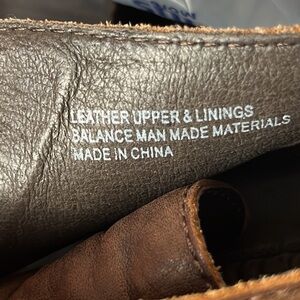 LEATHER UPPER & LININGS
BALANCE MAN MADE MATERIALS
MADE IN CHINA